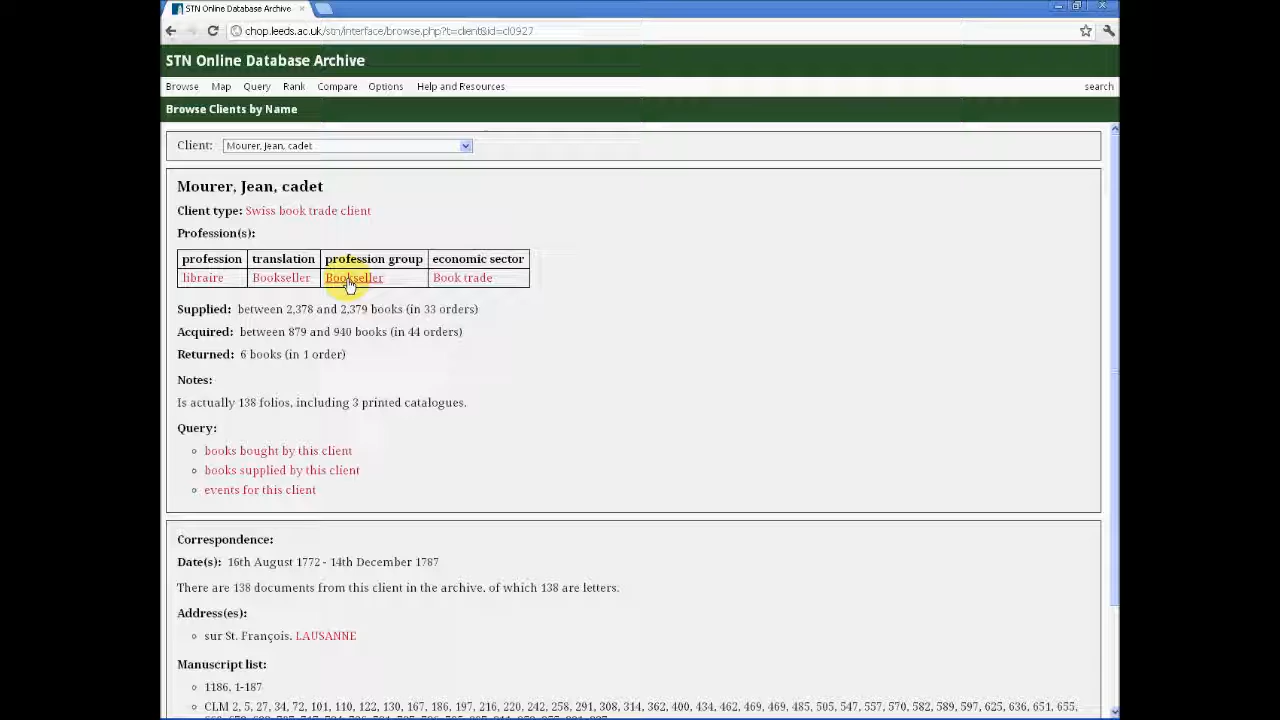 STN Online Database Archive
chop.leeds.ac.uk/stn/interface/browse.php?t=client&id=cl0927
STN Online Database Archive
Browse Map Query Rank Compare Options Help and Resources search
Browse Clients by Name
Client: Mourer, Jean, cadet
Mourer, Jean, cadet
Client type: Swiss book trade client
Profession(s):
profession translation profession group economic sector
libraire Bookseller Bookseller Book trade
Supplied: between 2,378 and 2,379 books (in 33 orders)
Acquired: between 879 and 940 books (in 44 orders)
Returned: 6 books (in 1 order)
Notes:
Is actually 138 folios, including 3 printed catalogues.
Query:
books bought by this client
books supplied by this client
events for this client
Correspondence:
Date(s): 16th August 1772 - 14th December 1787
There are 138 documents from this client in the archive, of which 138 are letters.
Address(es):
sur St. François, LAUSANNE
Manuscript list:
1186, 1-187
CLM 2, 5, 27, 34, 72, 101, 110, 122, 130, 167, 186, 197, 216, 220, 242, 258, 291, 308, 314, 362, 400, 434, 462, 469, 469, 485, 505, 547, 557, 570, 582, 589, 597, 625, 636, 651, 655,